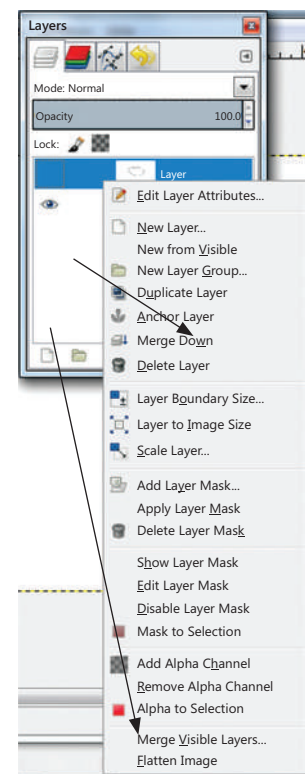 Layers
Mode: Normal
Opacity 100.0
Lock:
Layer
Edit Layer Attributes...
New Layer...
New from Visible
New Layer Group...
Duplicate Layer
Anchor Layer
Merge Down
Delete Layer
Layer Boundary Size...
Layer to Image Size
Scale Layer...
Add Layer Mask...
Apply Layer Mask
Delete Layer Mask
Show Layer Mask
Edit Layer Mask
Disable Layer Mask
Mask to Selection
Add Alpha Channel
Remove Alpha Channel
Alpha to Selection
Merge Visible Layers...
Flatten Image